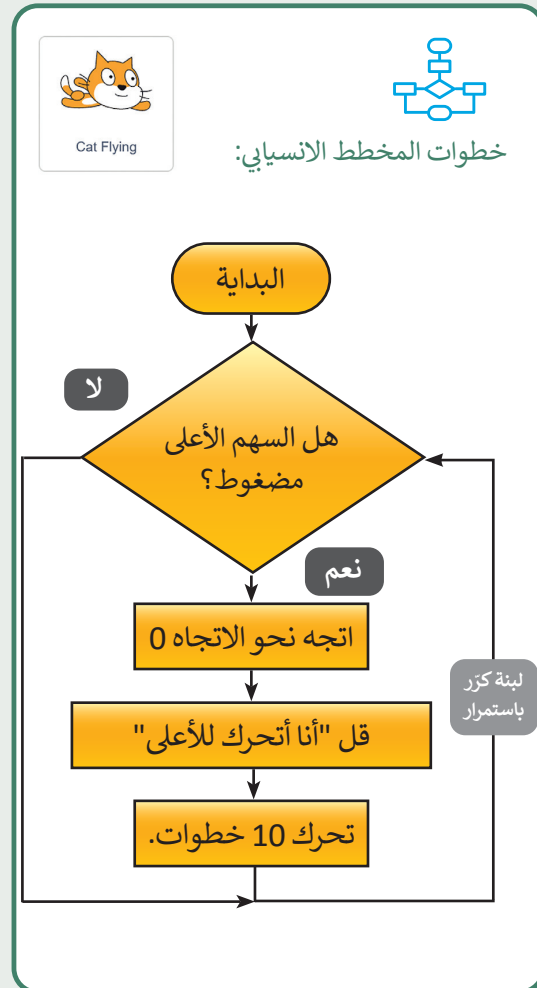 Cat Flying
خطوات المخطط الانسيابي:
البداية
لا
هل السهم الأعلى
مضغوط؟
نعم
اتجه نحو الاتجاه 0
لبنة كرّر
باستمرار
قل "أنا أتحرك للأعلى"
تحرك 10 خطوات.